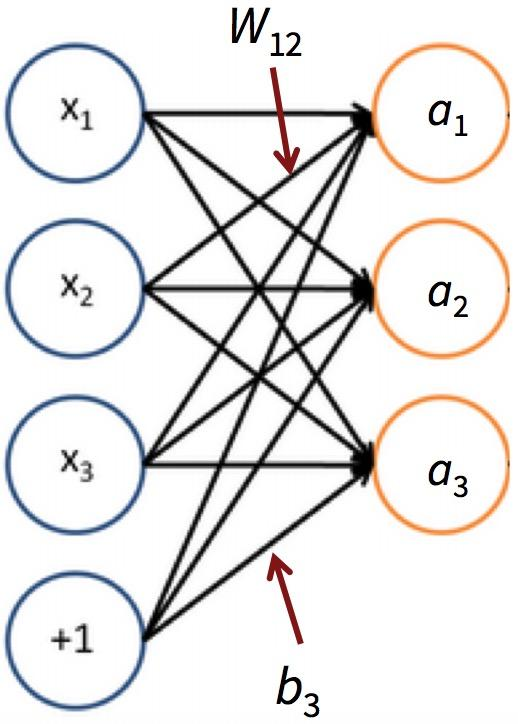 W₁₂
x₁
a₁
x₂
a₂
x₃
a₃
+1
b₃